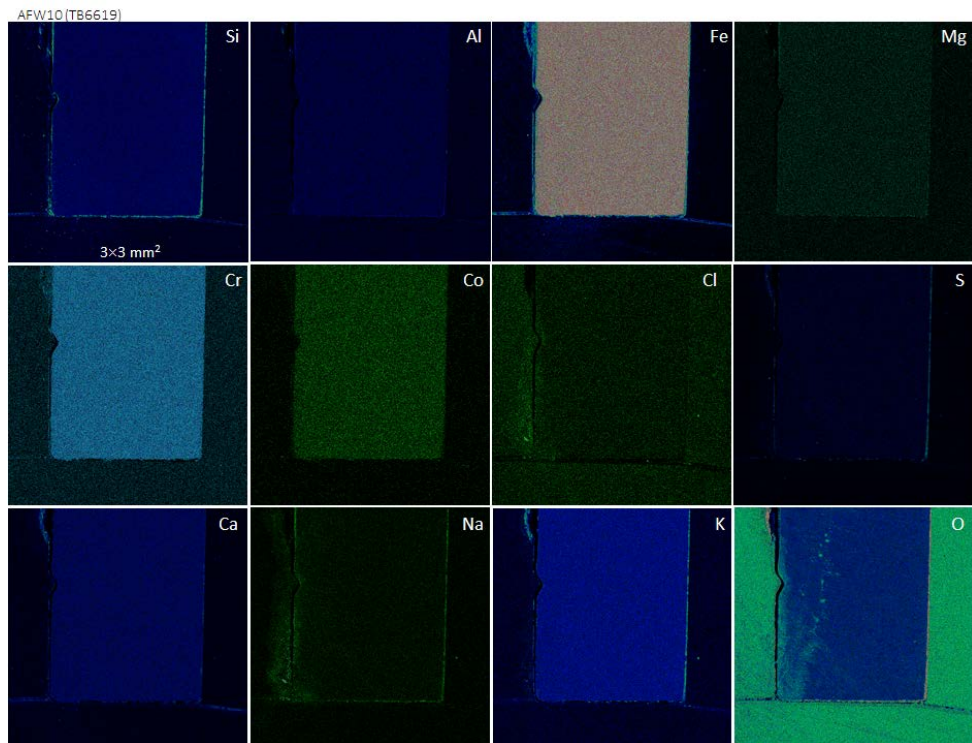 AFW10 (TB6619)
Si
Al
Fe
Mg
3×3 mm²
Cr
Co
Cl
S
Ca
Na
K
O